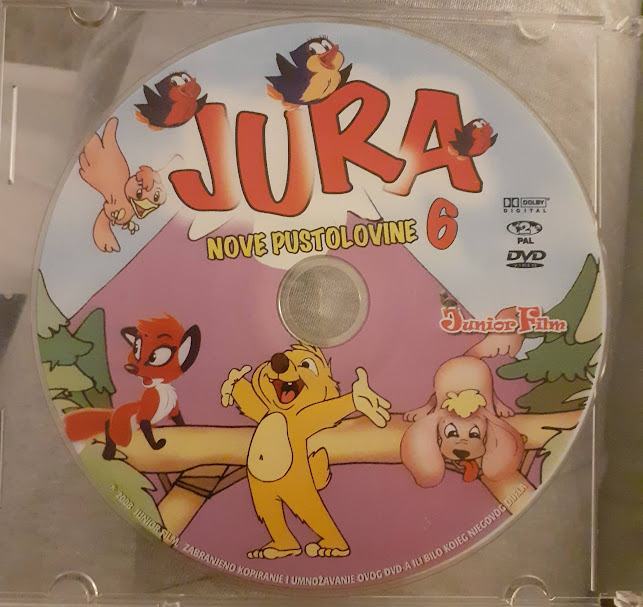 JURA
NOVE PUSTOLOVINE 6
DOLBY
DIGITAL
2
PAL
DVD
Junior Film
© 2008 JUNIOR FILM ZABRANJENO KOPIRANJE I UMNOŽAVANJE OVOG DVD-A ILI BILO KOJEG NJEGOVOG DIJELA